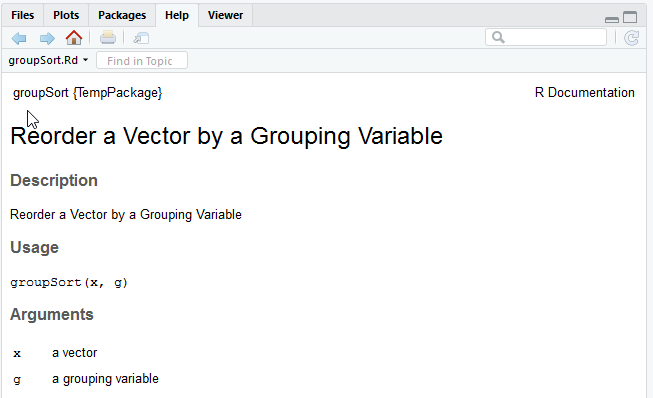 Files Plots Packages Help Viewer
groupSort.Rd Find in Topic
groupSort {TempPackage} R Documentation
Reorder a Vector by a Grouping Variable
Description
Reorder a Vector by a Grouping Variable
Usage
groupSort(x, g)
Arguments
x a vector
g a grouping variable